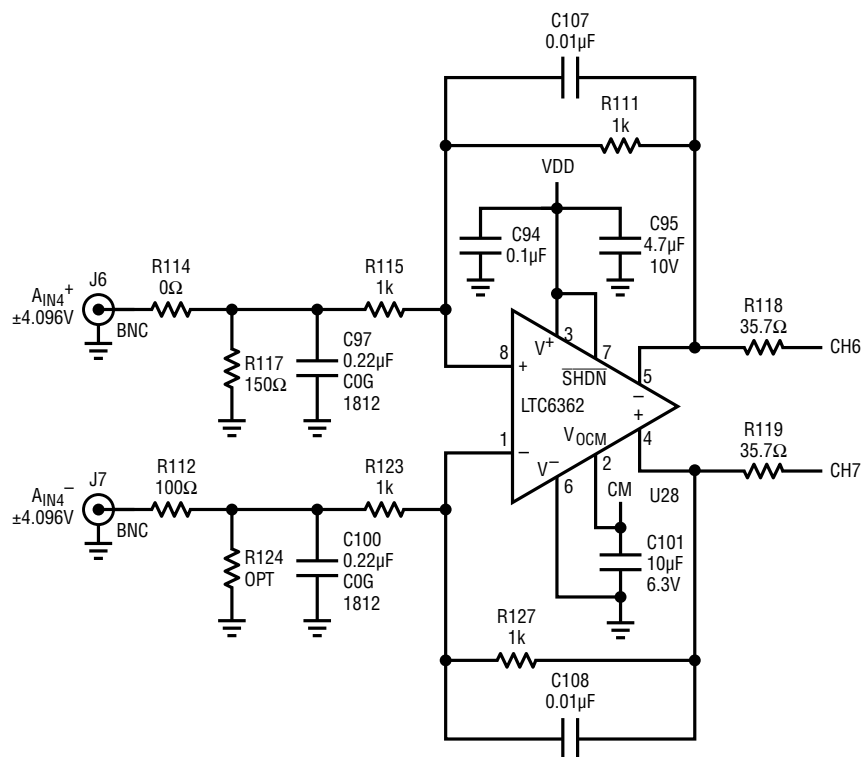 C107
0.01µF
R111
1k
VDD
C94
0.1µF
C95
4.7µF
10V
AIN4+
±4.096V
J6
BNC
R114
0Ω
R117
150Ω
C97
0.22µF
C0G
1812
R115
1k
8
+
V+
3
7
SHDN
LTC6362
5
−
+
4
VOCM
2
1
−
V−
6
CM
U28
R118
35.7Ω
CH6
R119
35.7Ω
CH7
AIN4−
±4.096V
J7
BNC
R112
100Ω
R124
OPT
C100
0.22µF
C0G
1812
R123
1k
C101
10µF
6.3V
R127
1k
C108
0.01µF